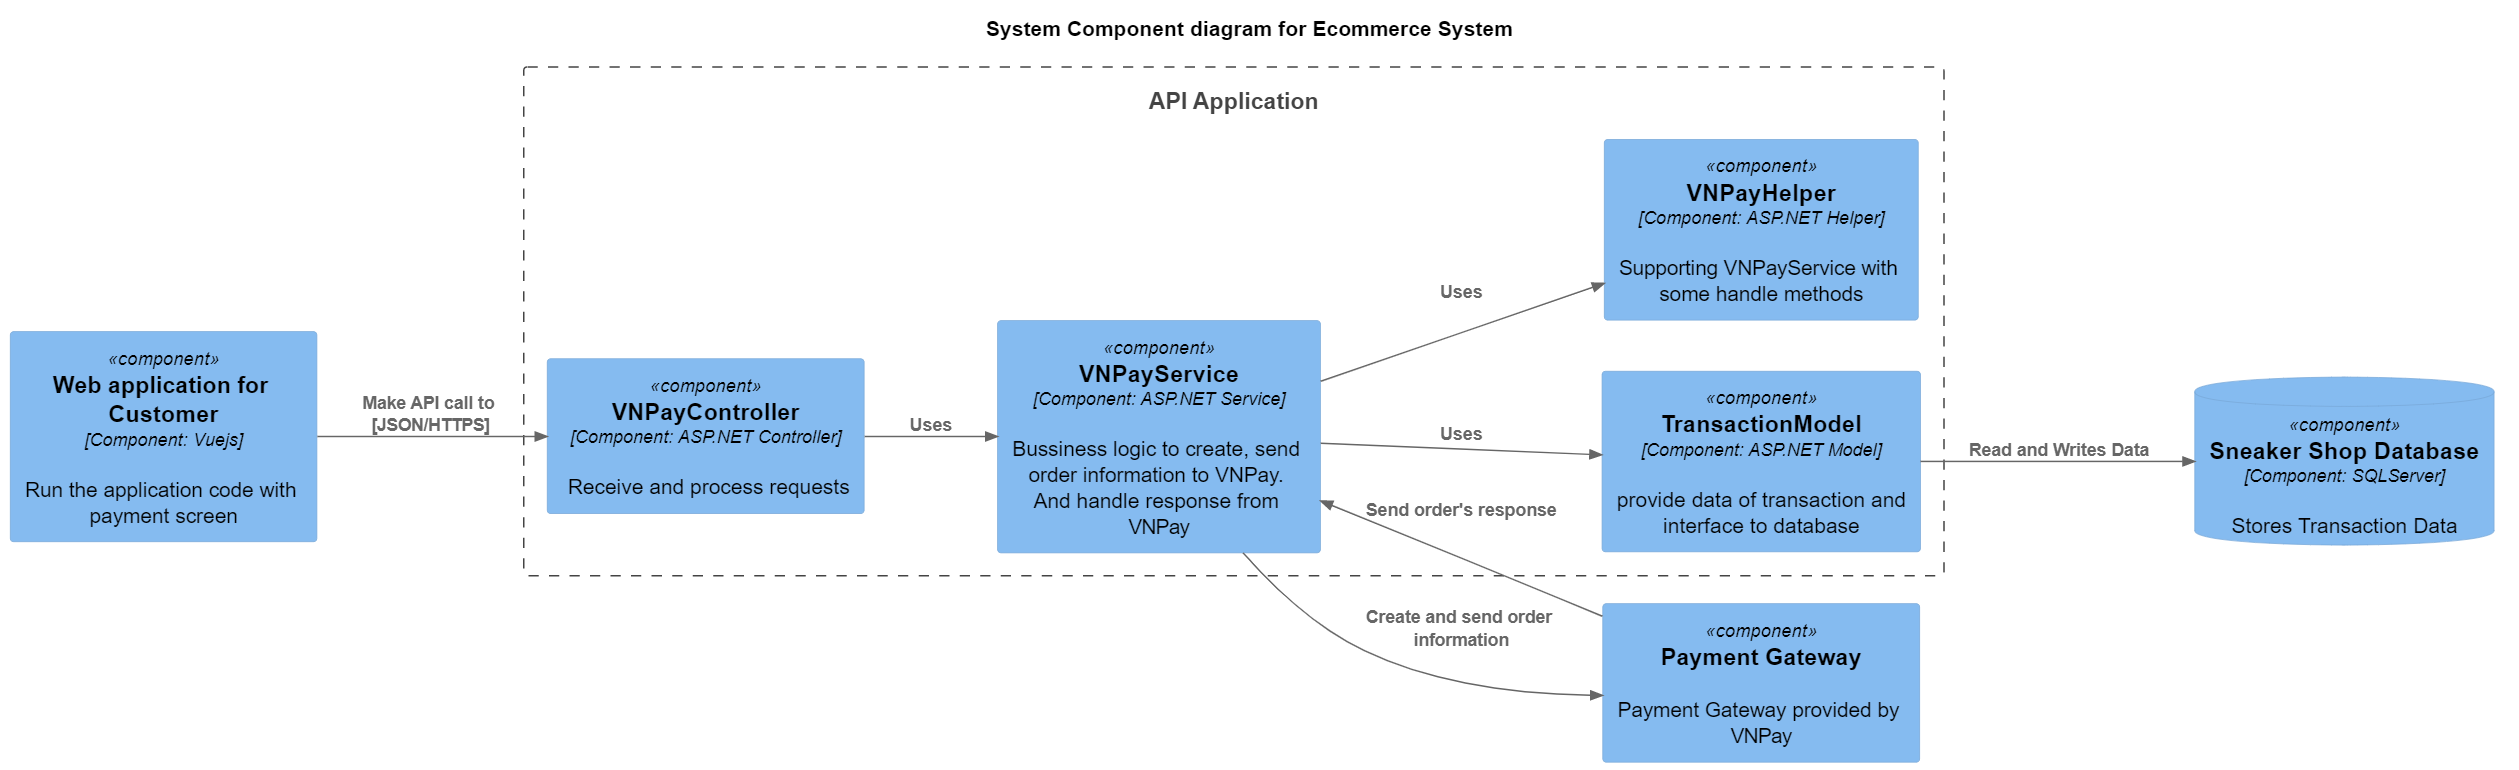 System Component diagram for Ecommerce System
API Application
«component»
Web application for
Customer
[Component: Vuejs]
Run the application code with
payment screen
Make API call to
[JSON/HTTPS]
«component»
VNPayController
[Component: ASP.NET Controller]
Receive and process requests
Uses
«component»
VNPayService
[Component: ASP.NET Service]
Bussiness logic to create, send
order information to VNPay.
And handle response from
VNPay
Uses
«component»
VNPayHelper
[Component: ASP.NET Helper]
Supporting VNPayService with
some handle methods
Uses
«component»
TransactionModel
[Component: ASP.NET Model]
provide data of transaction and
interface to database
Read and Writes Data
«component»
Sneaker Shop Database
[Component: SQLServer]
Stores Transaction Data
Send order's response
Create and send order
information
«component»
Payment Gateway
Payment Gateway provided by
VNPay